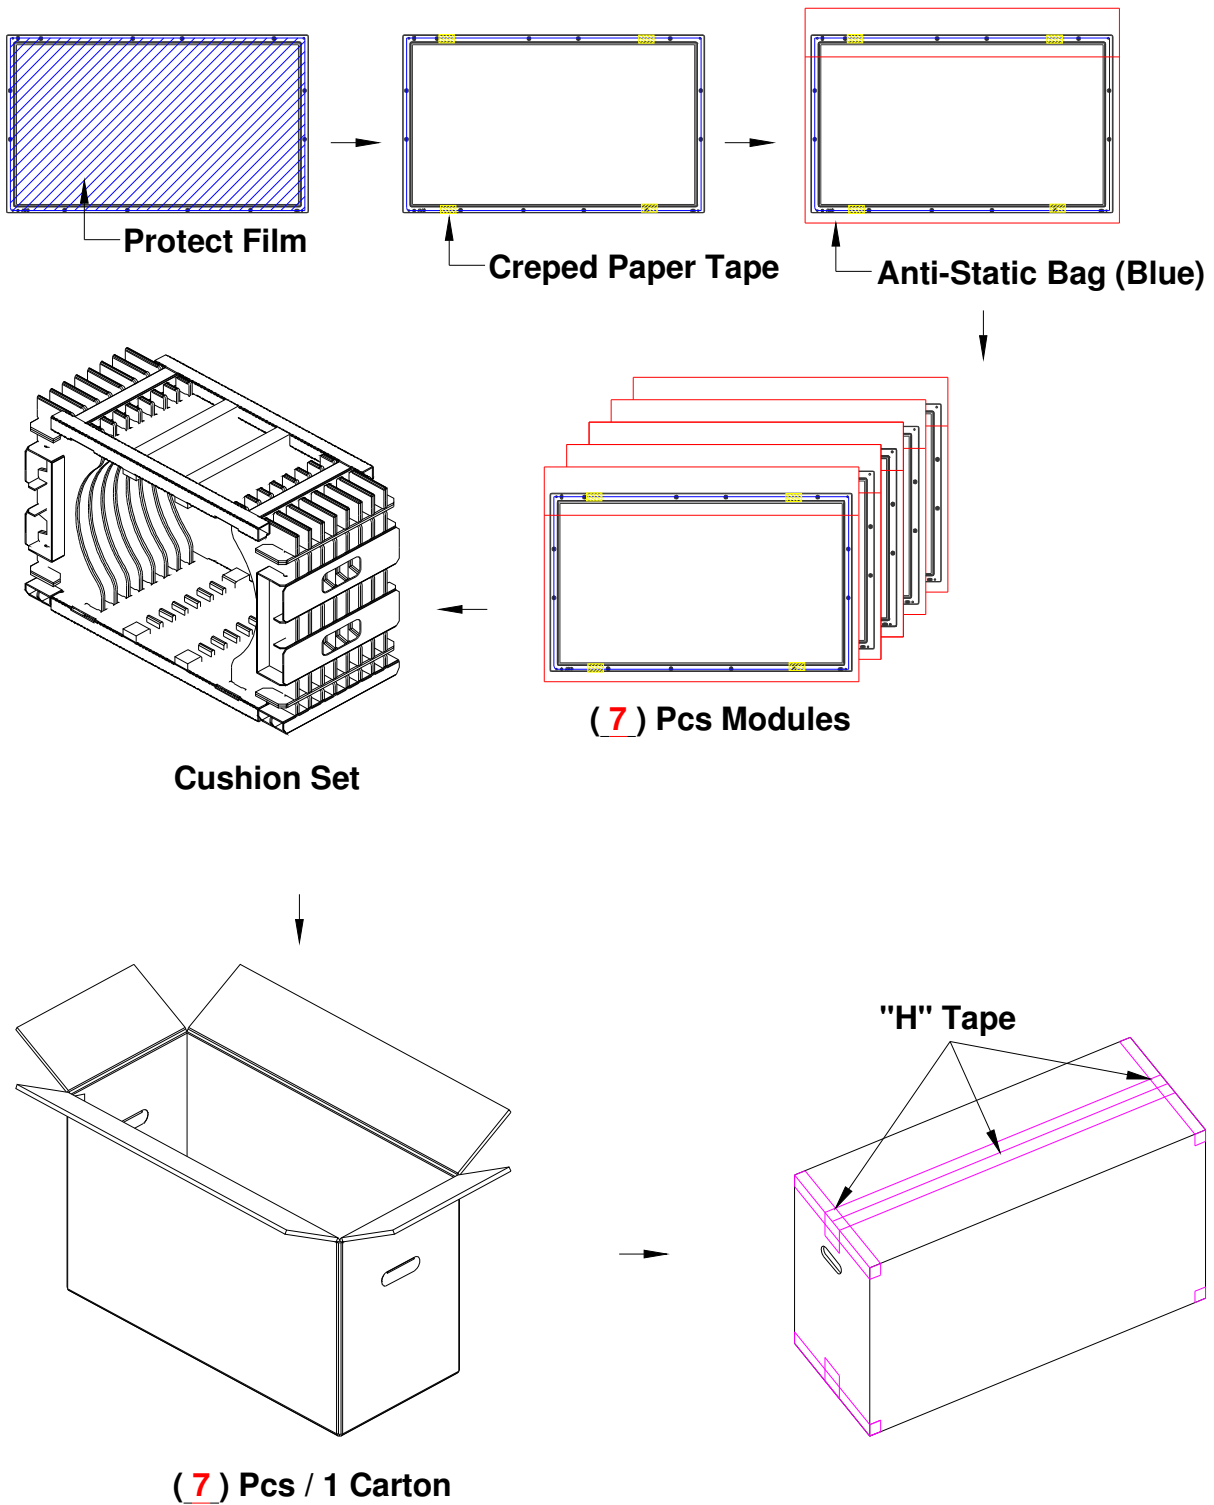 Protect Film
Creped Paper Tape
Anti-Static Bag (Blue)
( 7 ) Pcs Modules
Cushion Set
"H" Tape
( 7 ) Pcs / 1 Carton